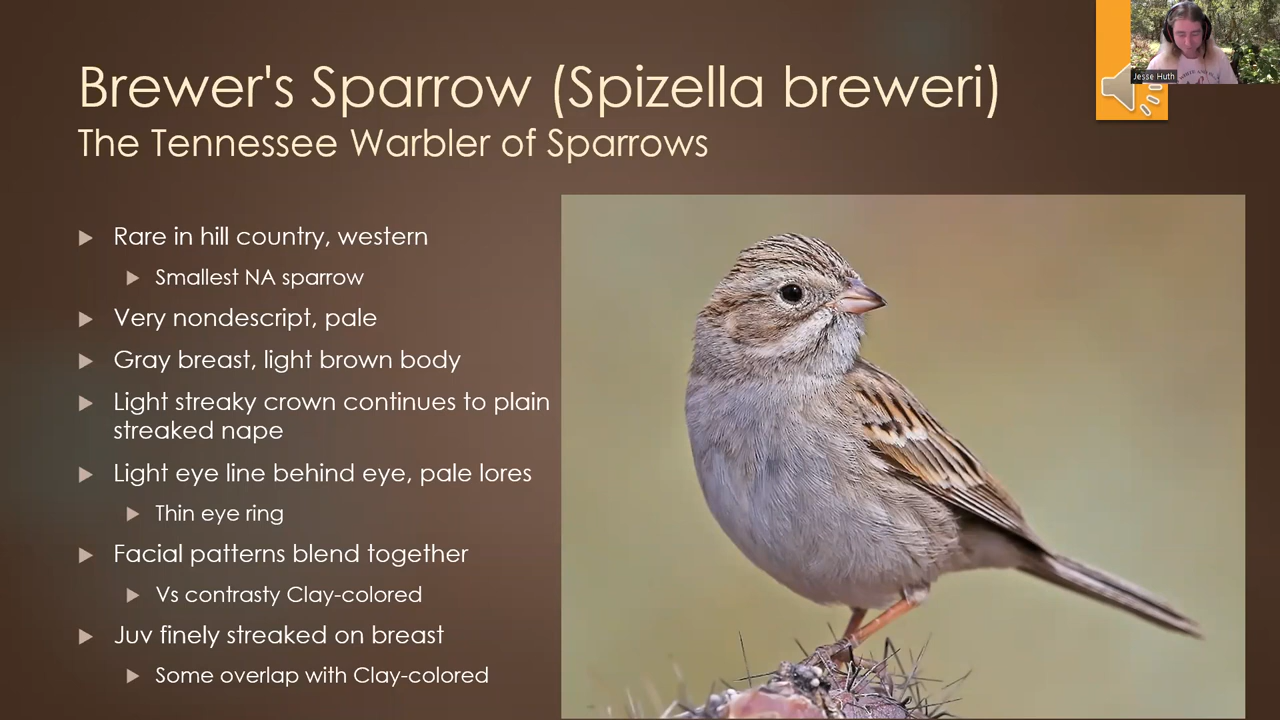 Brewer's Sparrow (Spizella breweri)
The Tennessee Warbler of Sparrows
Jesse Huth
Rare in hill country, western
Smallest NA sparrow
Very nondescript, pale
Gray breast, light brown body
Light streaky crown continues to plain
streaked nape
Light eye line behind eye, pale lores
Thin eye ring
Facial patterns blend together
Vs contrasty Clay-colored
Juv finely streaked on breast
Some overlap with Clay-colored